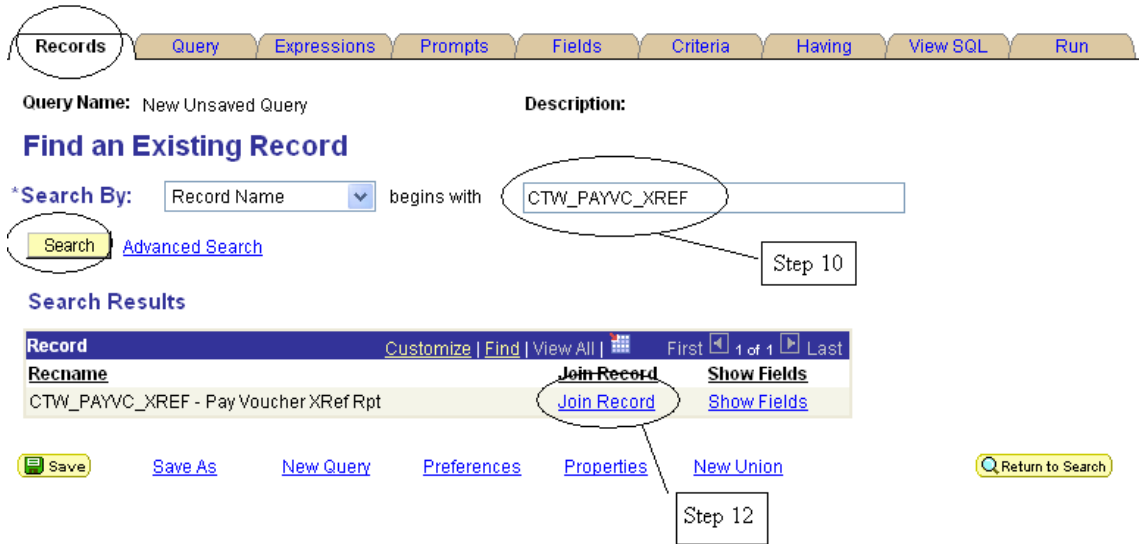 Records Query Expressions Prompts Fields Criteria Having View SQL Run
Query Name: New Unsaved Query Description:
Find an Existing Record
*Search By: Record Name begins with CTW_PAYVC_XREF
Search Advanced Search
Step 10
Search Results
Record Customize | Find | View All | First 1 of 1 Last
Recname Join Record Show Fields
CTW_PAYVC_XREF - Pay Voucher XRef Rpt Join Record Show Fields
Save Save As New Query Preferences Properties New Union Return to Search
Step 12